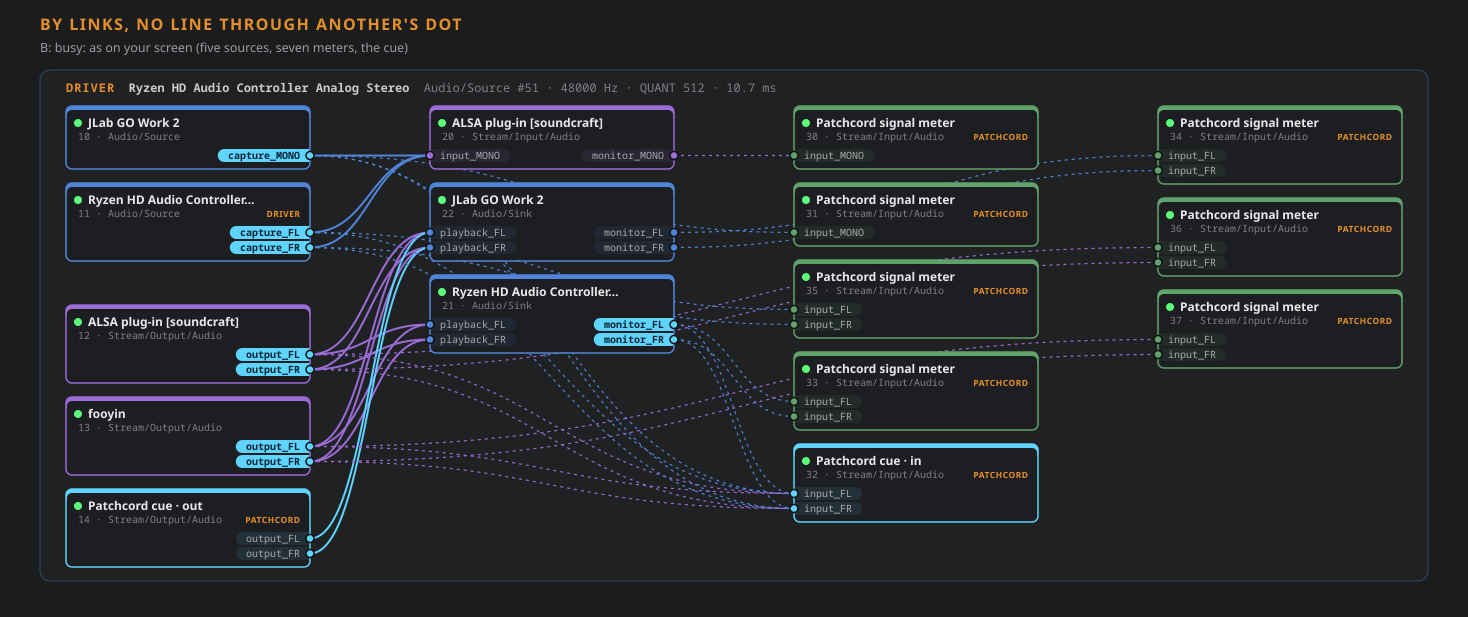 BY LINKS, NO LINE THROUGH ANOTHER'S DOT
B: busy: as on your screen (five sources, seven meters, the cue)
DRIVER Ryzen HD Audio Controller Analog Stereo Audio/Source #51 · 48000 Hz · QUANT 512 · 10.7 ms
JLab GO Work 2
10 · Audio/Source
capture_MONO
Ryzen HD Audio Controller...
11 · Audio/Source DRIVER
capture_FL
capture_FR
ALSA plug-in [soundcraft]
12 · Stream/Output/Audio
output_FL
output_FR
fooyin
13 · Stream/Output/Audio
output_FL
output_FR
Patchcord cue · out
14 · Stream/Output/Audio PATCHCORD
output_FL
output_FR
ALSA plug-in [soundcraft]
20 · Stream/Input/Audio
input_MONO monitor_MONO
JLab GO Work 2
22 · Audio/Sink
playback_FL monitor_FL
playback_FR monitor_FR
Ryzen HD Audio Controller...
21 · Audio/Sink
playback_FL monitor_FL
playback_FR monitor_FR
Patchcord signal meter
30 · Stream/Input/Audio PATCHCORD
input_MONO
Patchcord signal meter
31 · Stream/Input/Audio PATCHCORD
input_MONO
Patchcord signal meter
35 · Stream/Input/Audio PATCHCORD
input_FL
input_FR
Patchcord signal meter
33 · Stream/Input/Audio PATCHCORD
input_FL
input_FR
Patchcord cue · in
32 · Stream/Input/Audio PATCHCORD
input_FL
input_FR
Patchcord signal meter
34 · Stream/Input/Audio PATCHCORD
input_FL
input_FR
Patchcord signal meter
36 · Stream/Input/Audio PATCHCORD
input_FL
input_FR
Patchcord signal meter
37 · Stream/Input/Audio PATCHCORD
input_FL
input_FR